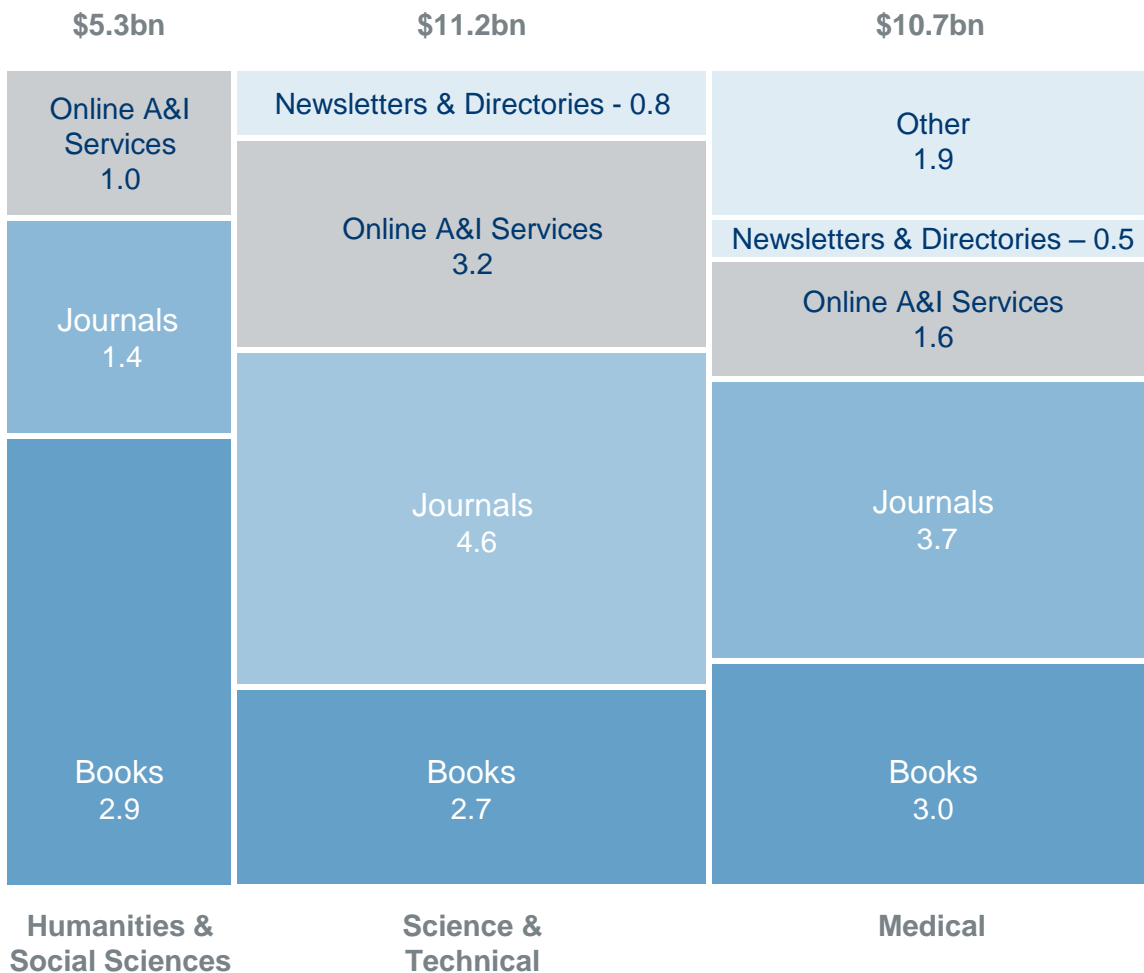 $5.3bn
$11.2bn
$10.7bn
Online A&I
Services
1.0
Journals
1.4
Books
2.9
Newsletters & Directories - 0.8
Online A&I Services
3.2
Journals
4.6
Books
2.7
Other
1.9
Newsletters & Directories – 0.5
Online A&I Services
1.6
Journals
3.7
Books
3.0
Humanities &
Social Sciences
Science &
Technical
Medical